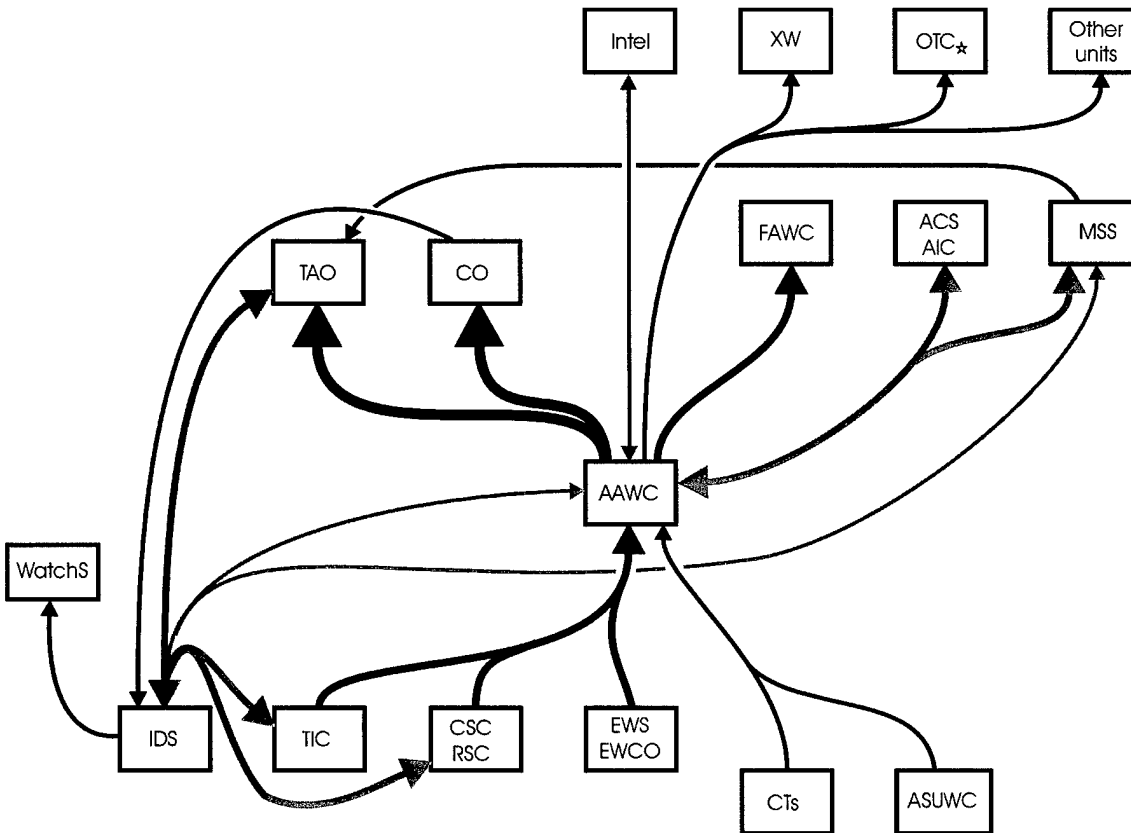 Intel
XW
OTC☆
Other
units
FAWC
ACS
AIC
MSS
TAO
CO
AAWC
WatchS
IDS
TIC
CSC
RSC
EWS
EWCO
CTs
ASUWC